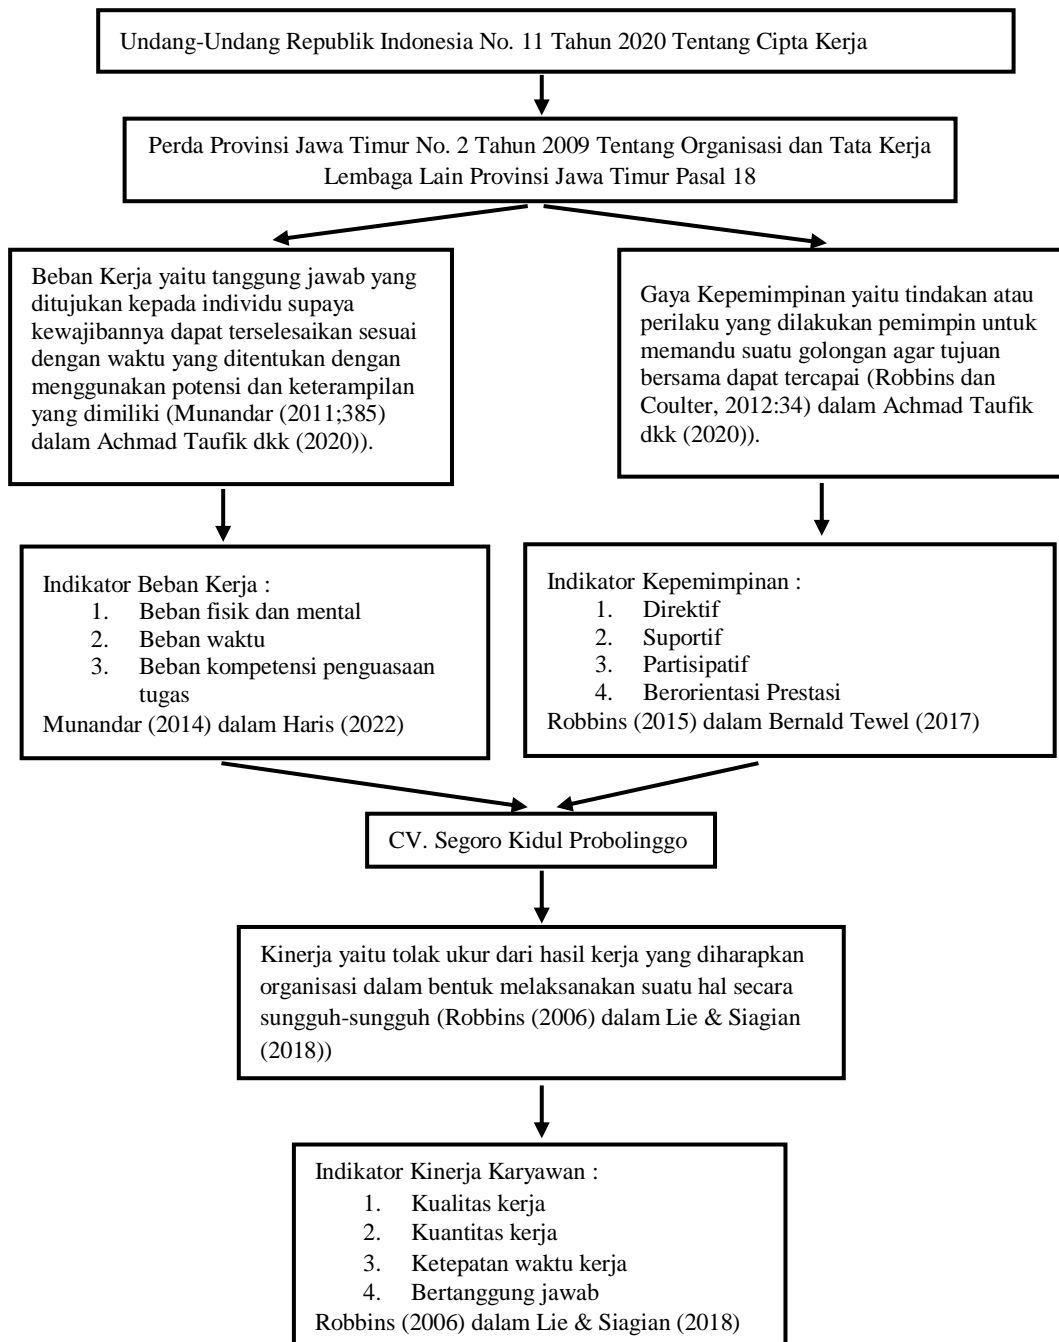 Undang-Undang Republik Indonesia No. 11 Tahun 2020 Tentang Cipta Kerja
Perda Provinsi Jawa Timur No. 2 Tahun 2009 Tentang Organisasi dan Tata Kerja
Lembaga Lain Provinsi Jawa Timur Pasal 18
Beban Kerja yaitu tanggung jawab yang
ditujukan kepada individu supaya
kewajibannya dapat terselesaikan sesuai
dengan waktu yang ditentukan dengan
menggunakan potensi dan keterampilan
yang dimiliki (Munandar (2011;385)
dalam Achmad Taufik dkk (2020)).
Gaya Kepemimpinan yaitu tindakan atau
perilaku yang dilakukan pemimpin untuk
memandu suatu golongan agar tujuan
bersama dapat tercapai (Robbins dan
Coulter, 2012:34) dalam Achmad Taufik
dkk (2020)).
Indikator Beban Kerja :
1. Beban fisik dan mental
2. Beban waktu
3. Beban kompetensi penguasaan
tugas
Munandar (2014) dalam Haris (2022)
Indikator Kepemimpinan :
1. Direktif
2. Suportif
3. Partisipatif
4. Berorientasi Prestasi
Robbins (2015) dalam Bernald Tewel (2017)
CV. Segoro Kidul Probolinggo
Kinerja yaitu tolak ukur dari hasil kerja yang diharapkan
organisasi dalam bentuk melaksanakan suatu hal secara
sungguh-sungguh (Robbins (2006) dalam Lie & Siagian
(2018))
Indikator Kinerja Karyawan :
1. Kualitas kerja
2. Kuantitas kerja
3. Ketepatan waktu kerja
4. Bertanggung jawab
Robbins (2006) dalam Lie & Siagian (2018)